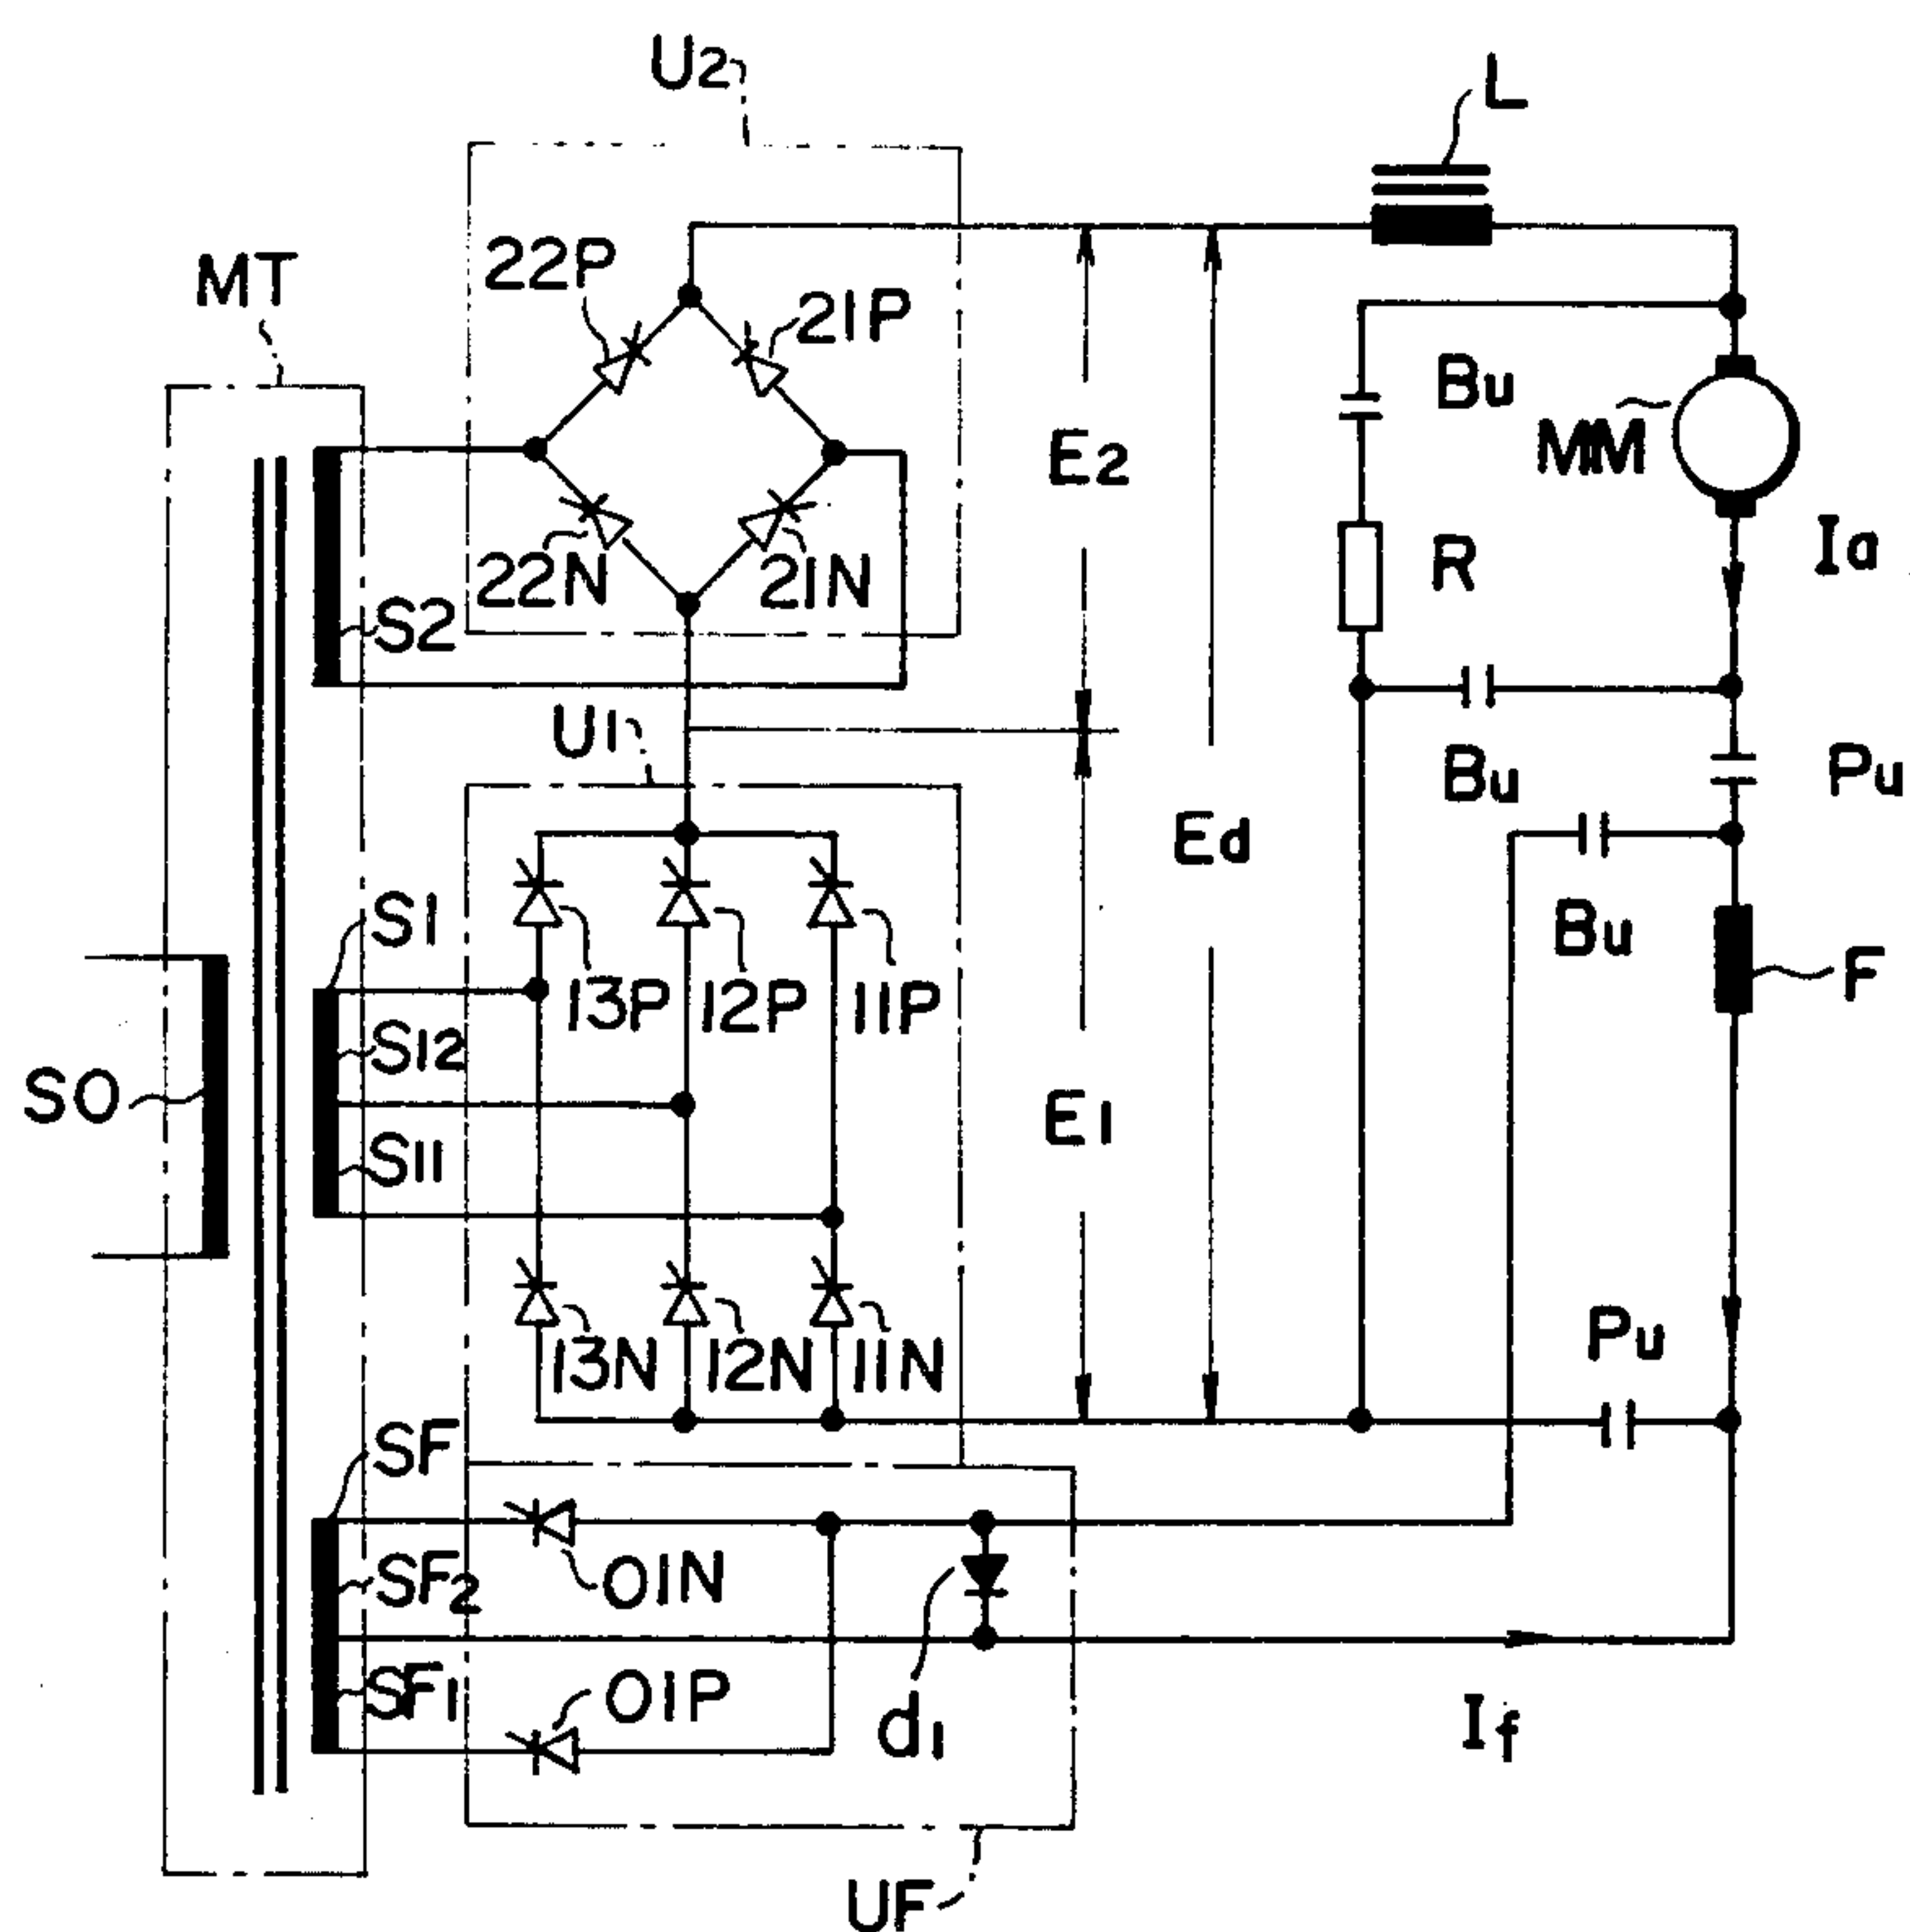 U2
L
MT
22P
21P
Bu
MM
E2
Ia
22N
21N
R
S2
U1
Bu
Pu
Ed
S1
Bu
F
13P
12P
11P
S12
SO
E1
S11
Pu
13N
12N
11N
SF
SF2
01N
SF1
01P
d1
If
UF